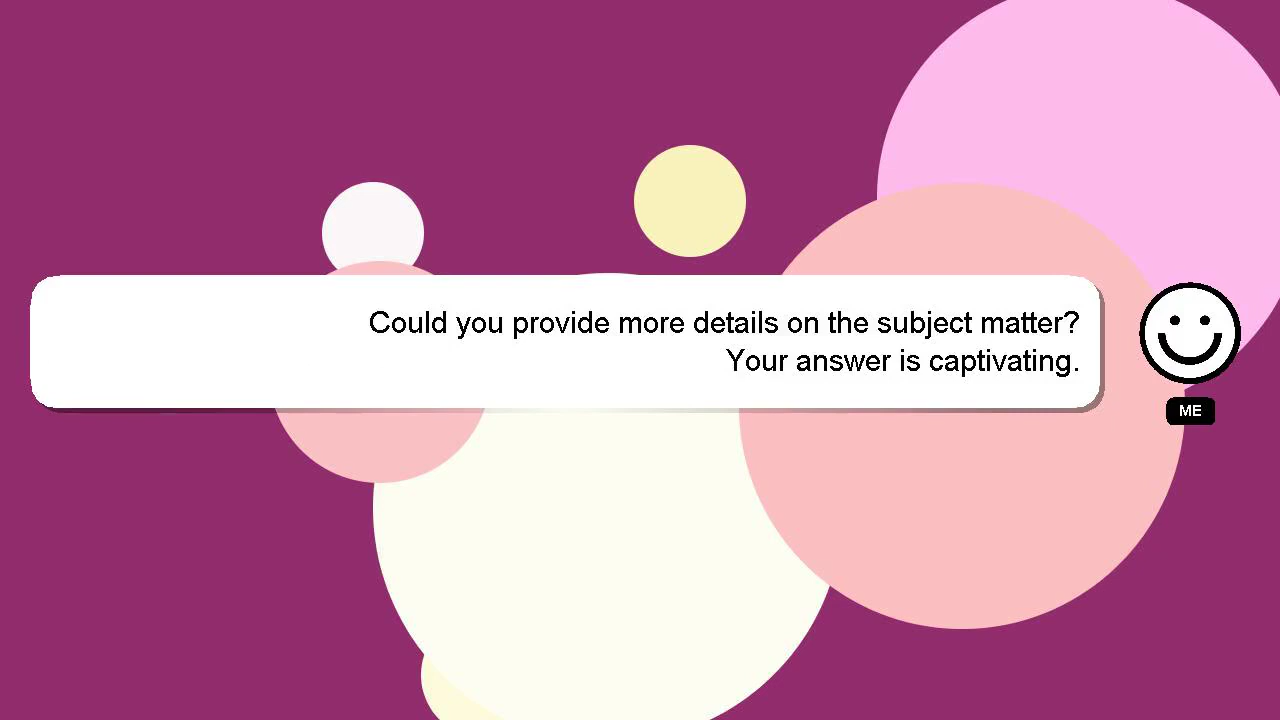 Could you provide more details on the subject matter?
Your answer is captivating.
ME